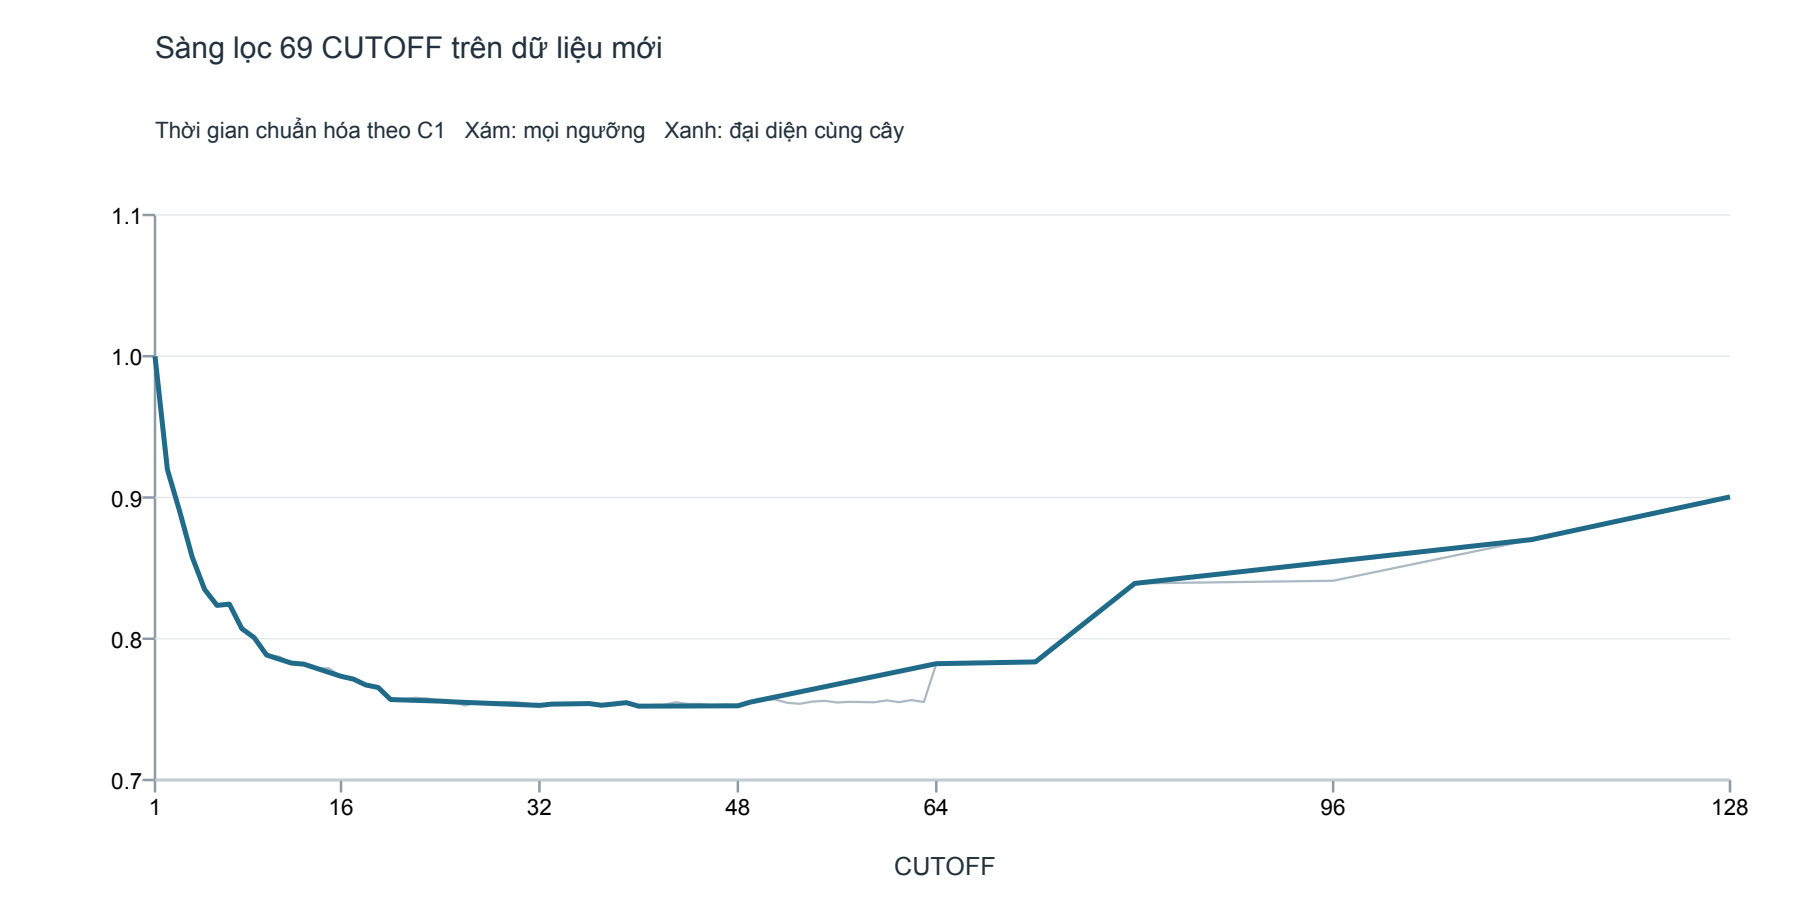 Sàng lọc 69 CUTOFF trên dữ liệu mới
Thời gian chuẩn hóa theo C1 Xám: mọi ngưỡng Xanh: đại diện cùng cây
1.1
1.0
0.9
0.8
0.7
1 16 32 48 64 96 128
CUTOFF